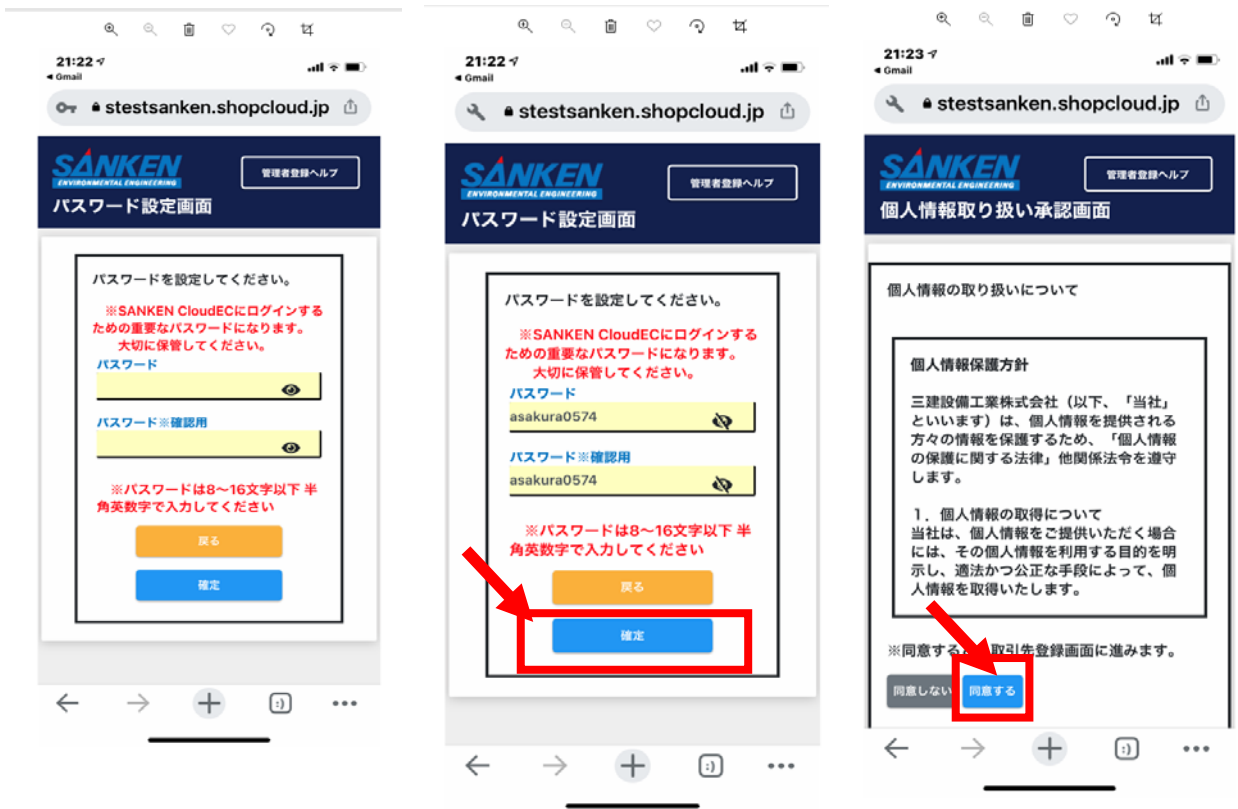 21:22
◀ Gmail
stestsanken.shopcloud.jp
SANKEN
ENVIRONMENTAL ENGINEERING
管理者登録ヘルプ
パスワード設定画面
パスワードを設定してください。
※SANKEN CloudECにログインする
ための重要なパスワードになります。
大切に保管してください。
パスワード
パスワード※確認用
※パスワードは8〜16文字以下 半
角英数字で入力してください
戻る
確定
21:22
◀ Gmail
stestsanken.shopcloud.jp
SANKEN
ENVIRONMENTAL ENGINEERING
管理者登録ヘルプ
パスワード設定画面
パスワードを設定してください。
※SANKEN CloudECにログインする
ための重要なパスワードになります。
大切に保管してください。
パスワード
asakura0574
パスワード※確認用
asakura0574
※パスワードは8〜16文字以下 半
角英数字で入力してください
戻る
確定
21:23
◀ Gmail
stestsanken.shopcloud.jp
SANKEN
ENVIRONMENTAL ENGINEERING
管理者登録ヘルプ
個人情報取り扱い承認画面
個人情報の取り扱いについて
個人情報保護方針
三建設備工業株式会社（以下、「当社」
といいます）は、個人情報を提供される
方々の情報を保護するため、「個人情報
の保護に関する法律」他関係法令を遵守
します。
１．個人情報の取得について
当社は、個人情報をご提供いただく場合
には、その個人情報を利用する目的を明
示し、適法かつ公正な手段によって、個
人情報を取得いたします。
※同意す 取引先登録画面に進みます。
同意しない
同意する